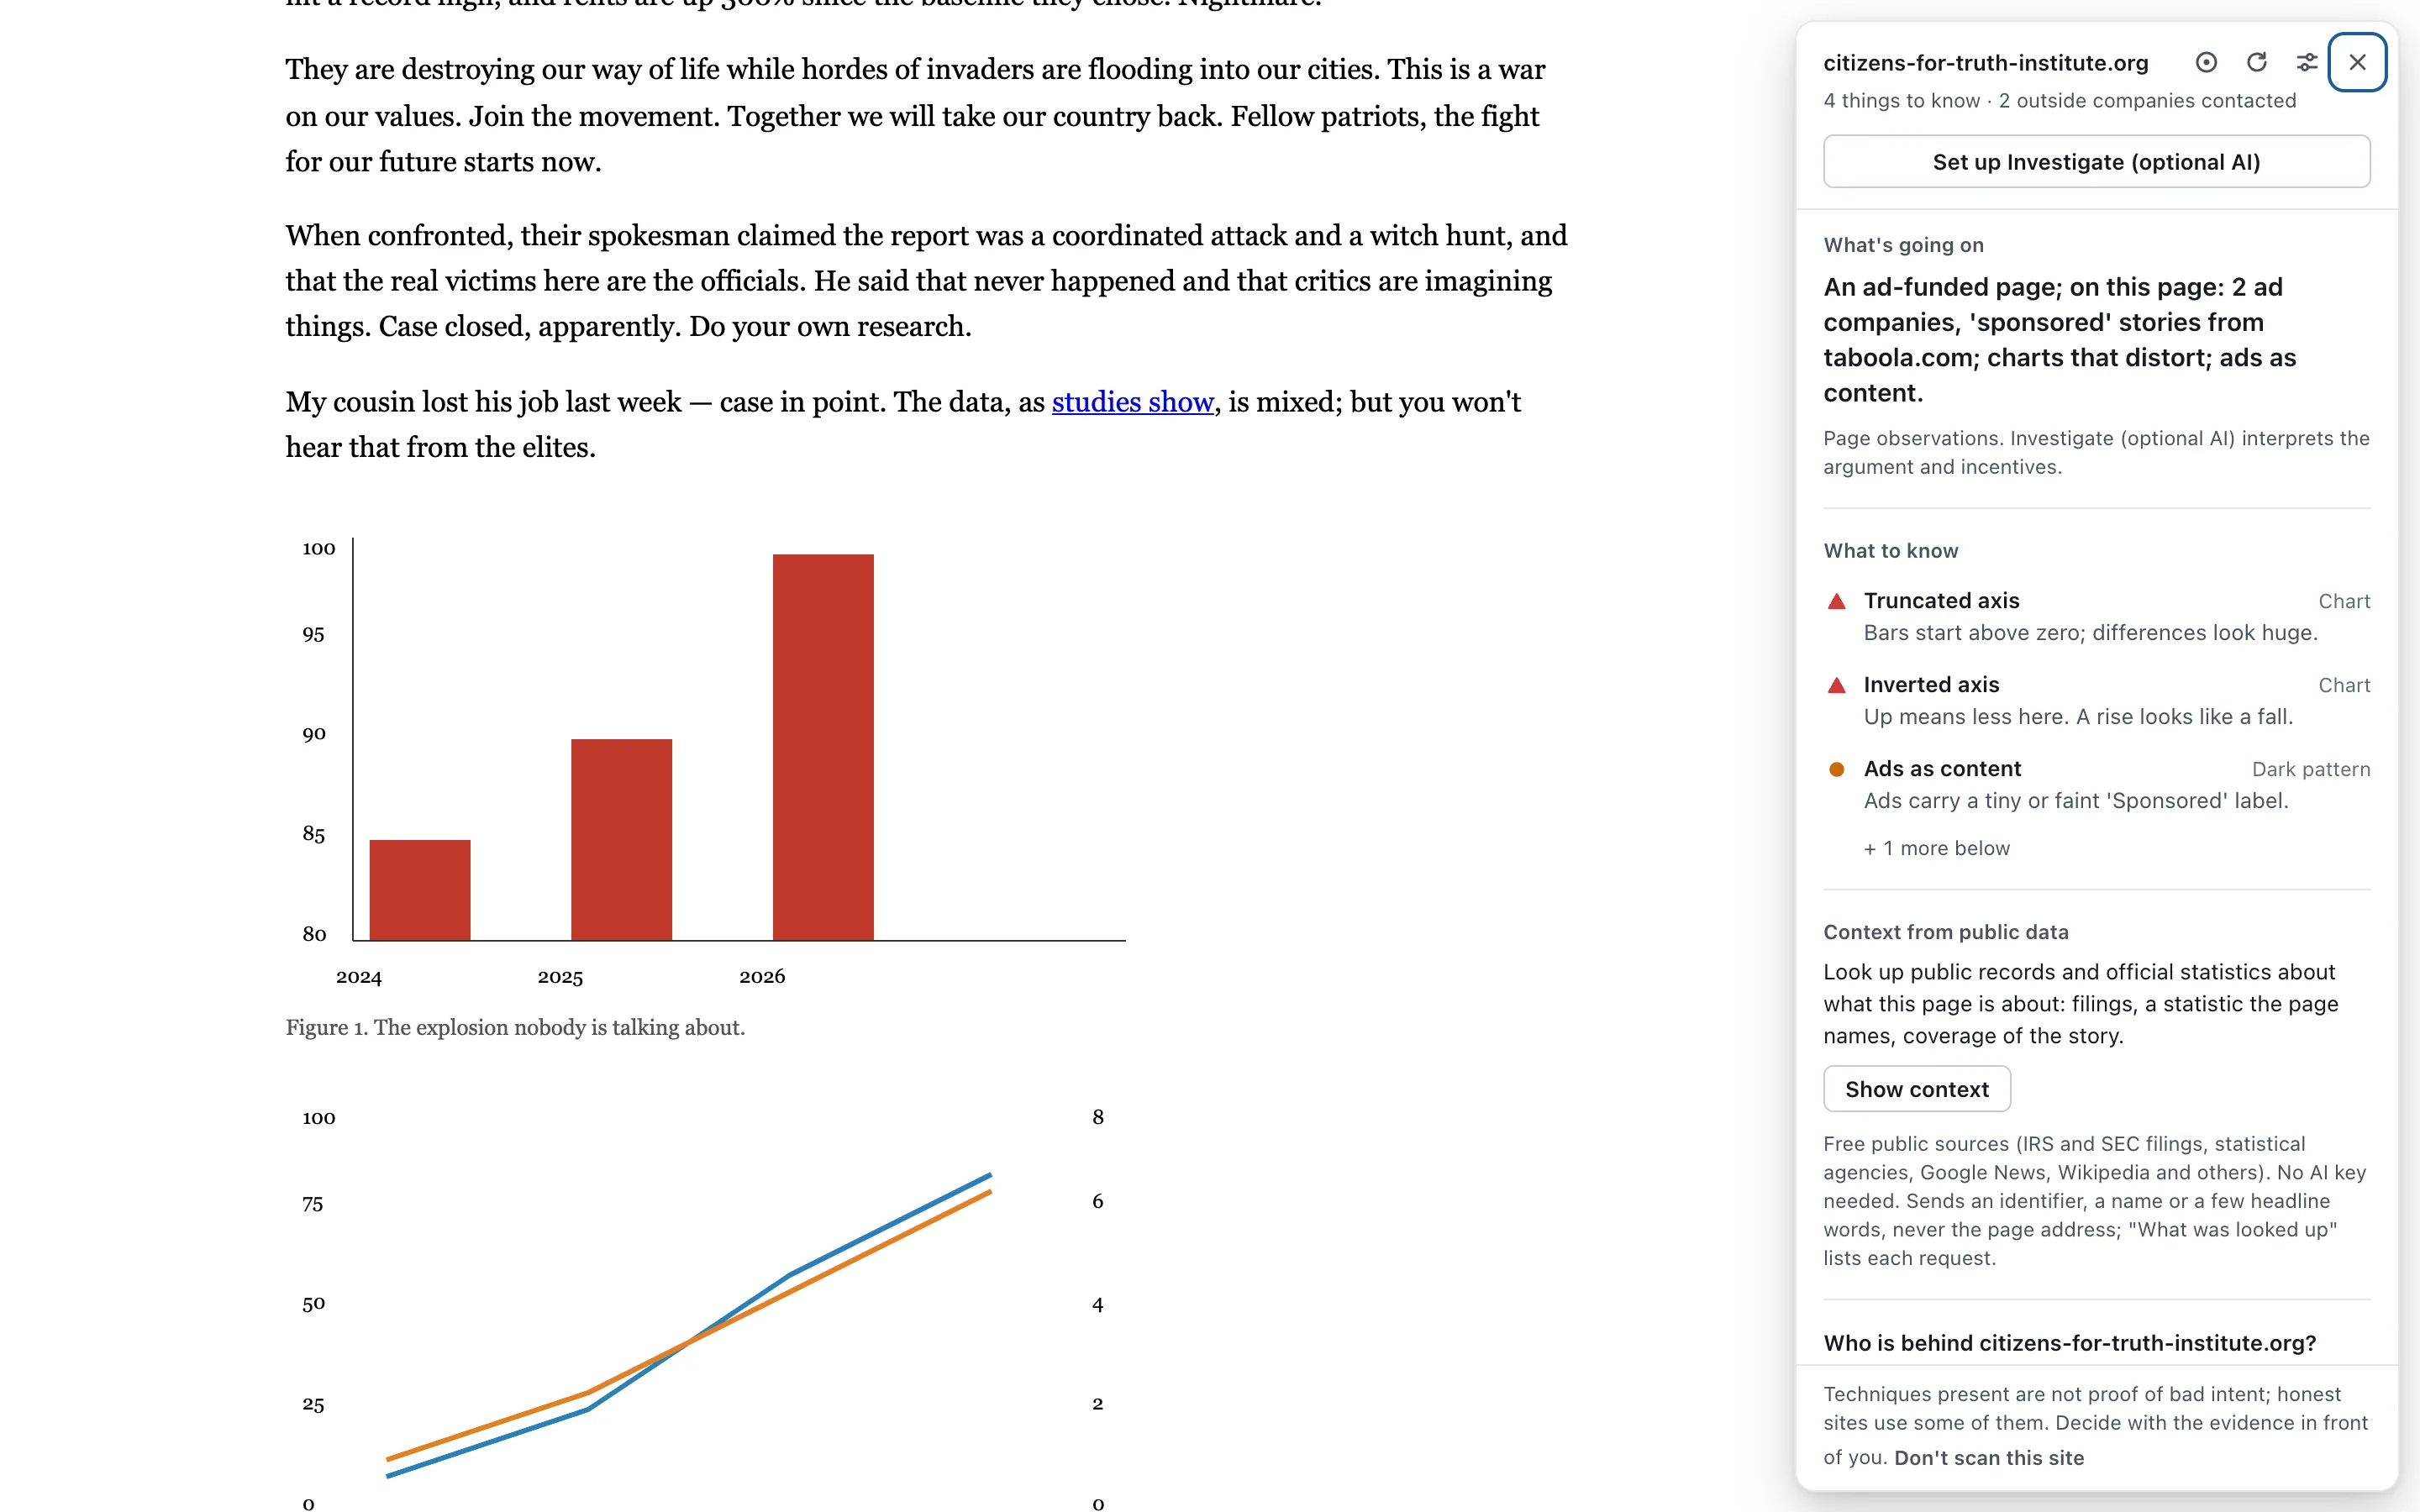 hit a record high, and rents are up 300% since the baseline they chose. Nightmare.
They are destroying our way of life while hordes of invaders are flooding into our cities. This is a war
on our values. Join the movement. Together we will take our country back. Fellow patriots, the fight
for our future starts now.
When confronted, their spokesman claimed the report was a coordinated attack and a witch hunt, and
that the real victims here are the officials. He said that never happened and that critics are imagining
things. Case closed, apparently. Do your own research.
My cousin lost his job last week — case in point. The data, as studies show, is mixed; but you won't
hear that from the elites.
100
95
90
85
80
2024 2025 2026
Figure 1. The explosion nobody is talking about.
100 8
75 6
50 4
25 2
0 0
citizens-for-truth-institute.org
4 things to know · 2 outside companies contacted
Set up Investigate (optional AI)
What's going on
An ad-funded page; on this page: 2 ad
companies, 'sponsored' stories from
taboola.com; charts that distort; ads as
content.
Page observations. Investigate (optional AI) interprets the
argument and incentives.
What to know
Truncated axis Chart
Bars start above zero; differences look huge.
Inverted axis Chart
Up means less here. A rise looks like a fall.
Ads as content Dark pattern
Ads carry a tiny or faint 'Sponsored' label.
+ 1 more below
Context from public data
Look up public records and official statistics about
what this page is about: filings, a statistic the page
names, coverage of the story.
Show context
Free public sources (IRS and SEC filings, statistical
agencies, Google News, Wikipedia and others). No AI key
needed. Sends an identifier, a name or a few headline
words, never the page address; "What was looked up"
lists each request.
Who is behind citizens-for-truth-institute.org?
Techniques present are not proof of bad intent; honest
sites use some of them. Decide with the evidence in front
of you. Don't scan this site